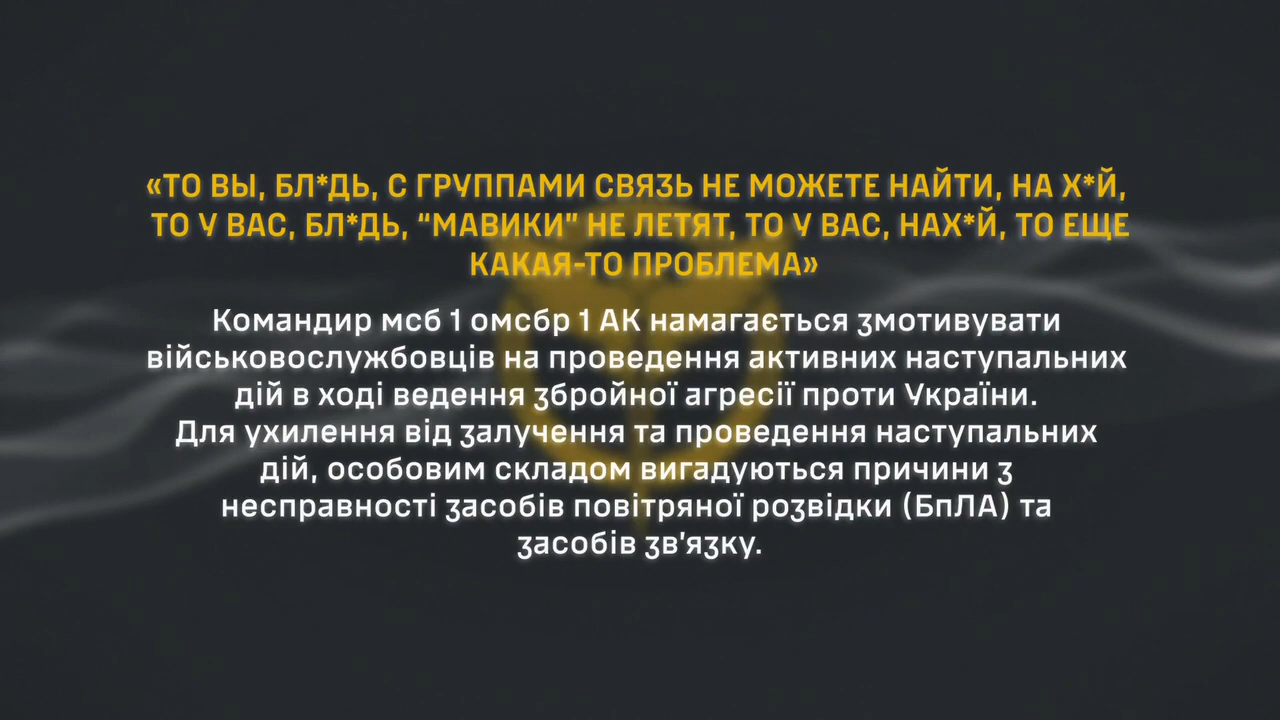 «ТО ВЫ, БЛ*ДЬ, С ГРУППАМИ СВЯЗЬ НЕ МОЖЕТЕ НАЙТИ, НА Х*Й,
ТО У ВАС, БЛ*ДЬ, “МАВИКИ” НЕ ЛЕТЯТ, ТО У ВАС, НАХ*Й, ТО ЕЩЕ
КАКАЯ-ТО ПРОБЛЕМА»
Командир мсб 1 омсбр 1 АК намагається змотивувати
військовослужбовців на проведення активних наступальних
дій в ході ведення збройної агресії проти України.
Для ухилення від залучення та проведення наступальних
дій, особовим складом вигадуються причини з
несправності засобів повітряної розвідки (БпЛА) та
засобів зв'язку.